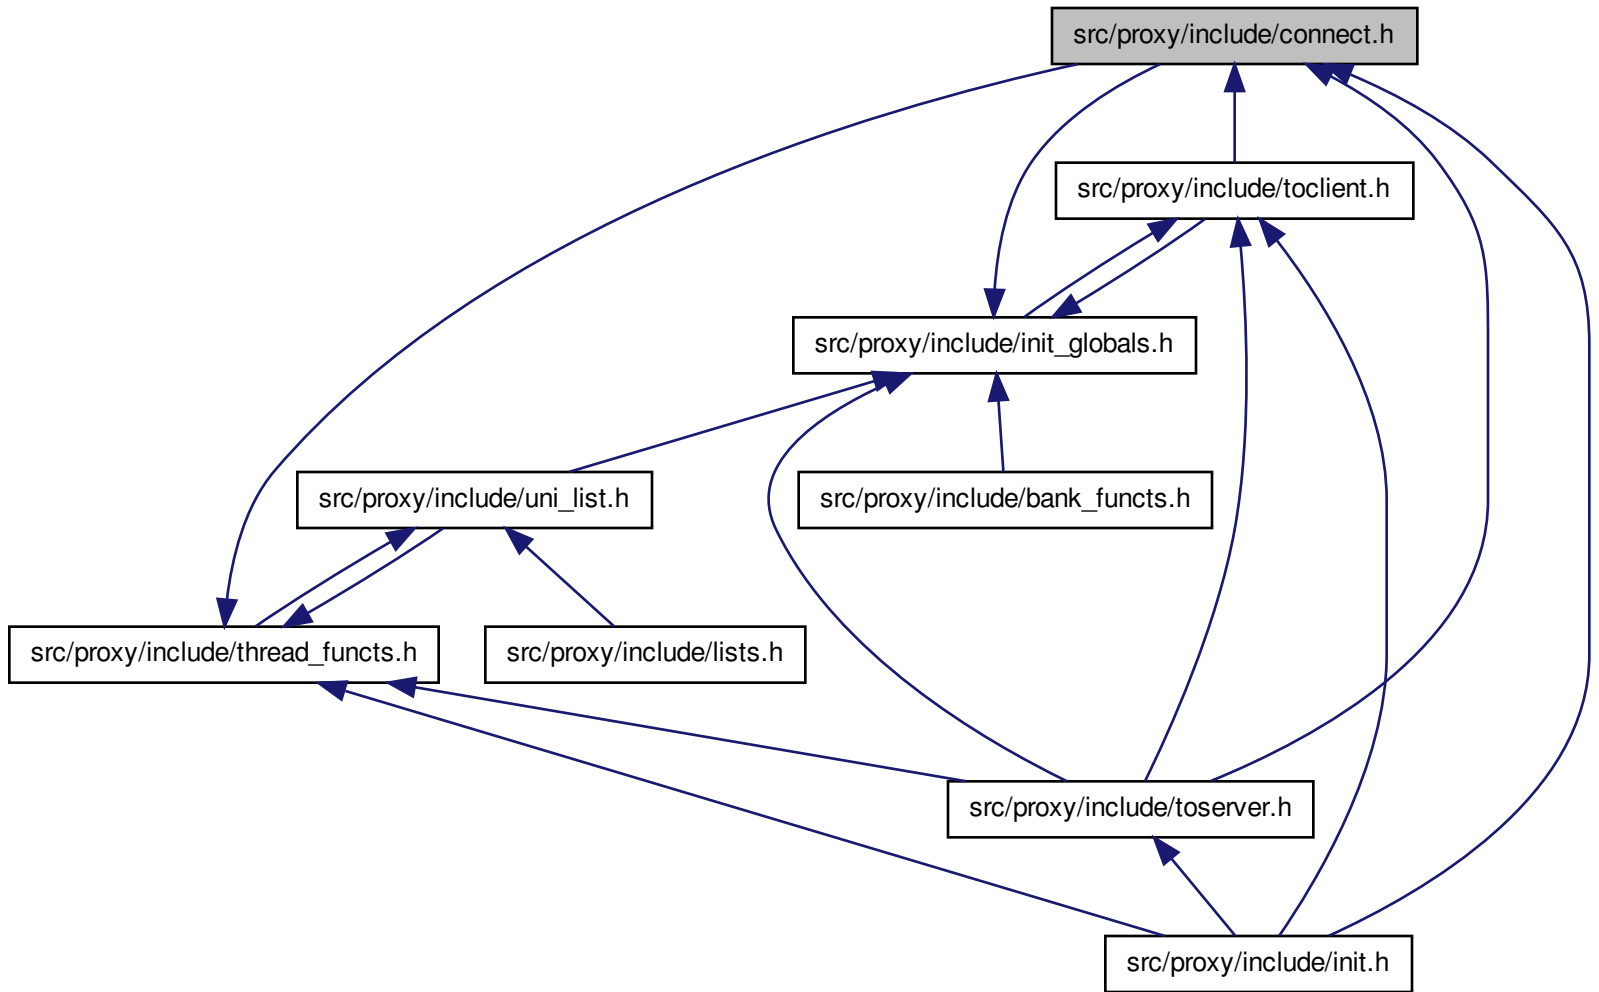 src/proxy/include/connect.h
src/proxy/include/toclient.h
src/proxy/include/init_globals.h
src/proxy/include/uni_list.h
src/proxy/include/bank_functs.h
src/proxy/include/thread_functs.h
src/proxy/include/lists.h
src/proxy/include/toserver.h
src/proxy/include/init.h